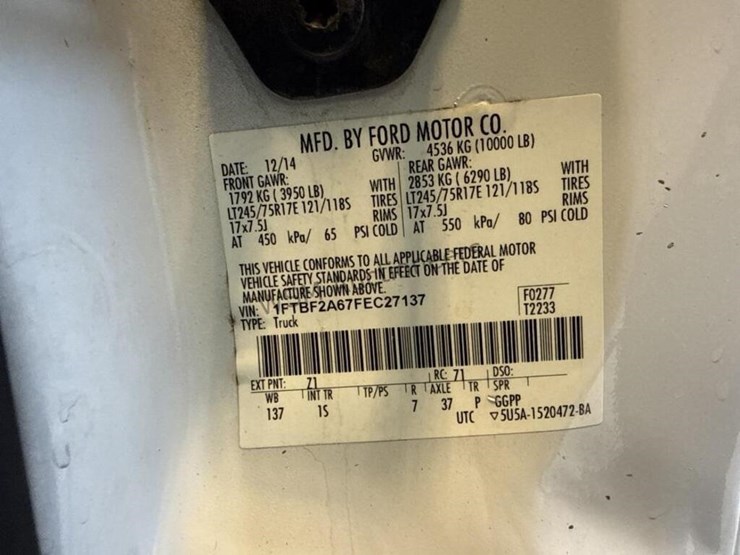 MFD. BY FORD MOTOR CO.
DATE: 12/14 GVWR: 4536 KG (10000 LB)
FRONT GAWR: REAR GAWR:
1792 KG ( 3950 LB) WITH 2853 KG ( 6290 LB) WITH
LT245/75R17E 121/118S TIRES LT245/75R17E 121/118S TIRES
17x7.5J RIMS 17x7.5J RIMS
AT 450 kPa/ 65 PSI COLD AT 550 kPa/ 80 PSI COLD
THIS VEHICLE CONFORMS TO ALL APPLICABLE FEDERAL MOTOR
VEHICLE SAFETY STANDARDS IN EFFECT ON THE DATE OF
MANUFACTURE SHOWN ABOVE.
VIN: 1FTBF2A67FEC27137 F0277
TYPE: Truck T2233
EXT PNT: Z1 RC: 71 DSO:
WB INT TR TP/PS R AXLE TR SPR
137 1S 7 37 P GGPP
UTC ▽5U5A-1520472-BA